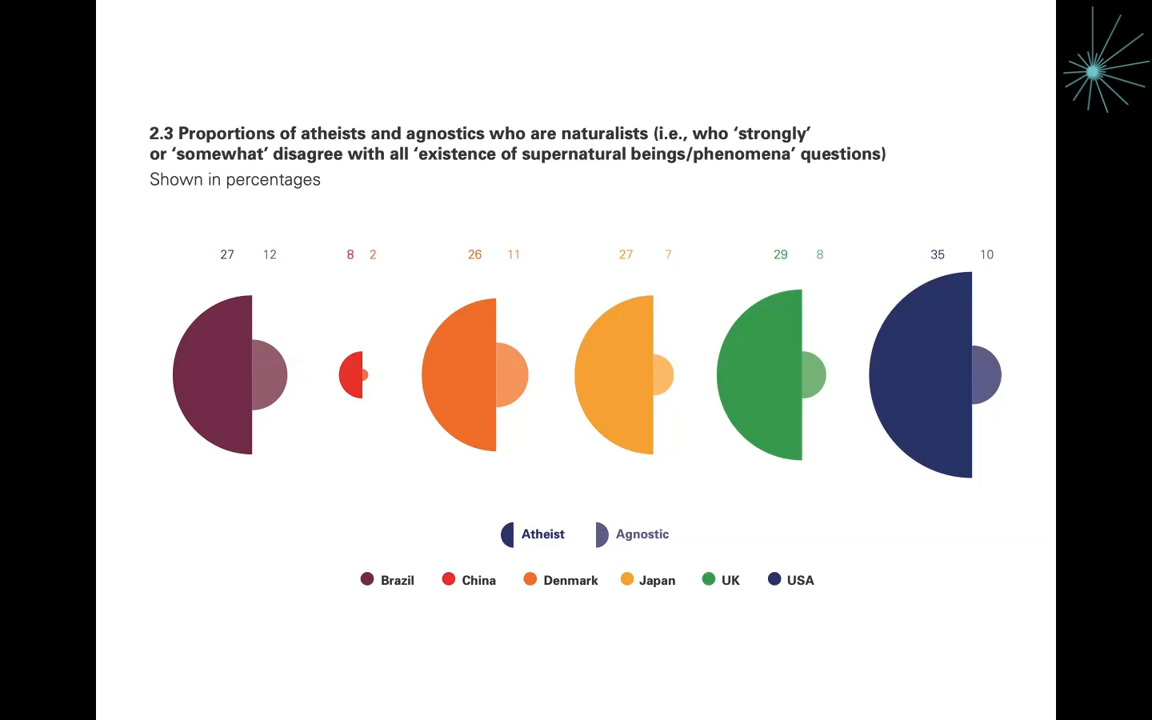 2.3 Proportions of atheists and agnostics who are naturalists (i.e., who ‘strongly’
or ‘somewhat’ disagree with all ‘existence of supernatural beings/phenomena’ questions)
Shown in percentages
27 12 8 2 26 11 27 7 29 8 35 10
Atheist Agnostic
Brazil China Denmark Japan UK USA